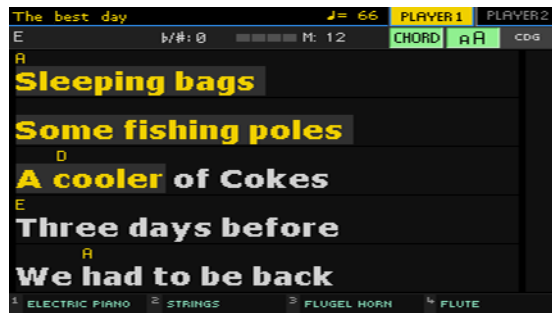 The best day ♩= 66 PLAYER 1 PLAYER 2
E ♭/#: 0 M: 12 CHORD AA CDG
A
Sleeping bags
Some fishing poles
D
A cooler of Cokes
E
Three days before
A
We had to be back
1 ELECTRIC PIANO 2 STRINGS 3 FLUGEL HORN 4 FLUTE